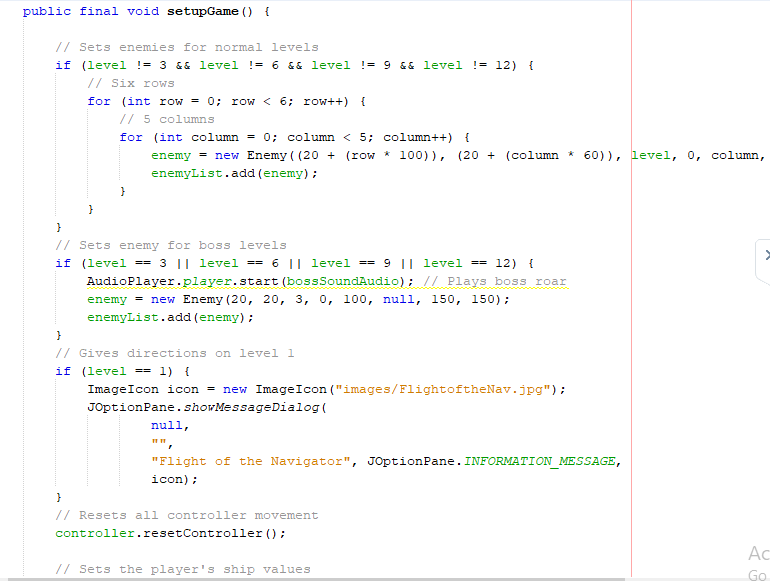 public final void setupGame() {
// Sets enemies for normal levels
if (level != 3 && level != 6 && level != 9 && level != 12) {
// Six rows
for (int row = 0; row < 6; row++) {
// 5 columns
for (int column = 0; column < 5; column++) {
enemy = new Enemy((20 + (row * 100)), (20 + (column * 60)), level, 0, column,
enemyList.add(enemy);
}
}
}
// Sets enemy for boss levels
if (level == 3 || level == 6 || level == 9 || level == 12) {
AudioPlayer.player.start(bossSoundAudio); // Plays boss roar
enemy = new Enemy(20, 20, 3, 0, 100, null, 150, 150);
enemyList.add(enemy);
}
// Gives directions on level 1
if (level == 1) {
ImageIcon icon = new ImageIcon("images/FlightoftheNav.jpg");
JOptionPane.showMessageDialog(
null,
"",
"Flight of the Navigator", JOptionPane.INFORMATION_MESSAGE,
icon);
}
// Resets all controller movement
controller.resetController();
Ac
// Sets the player's ship values
Go